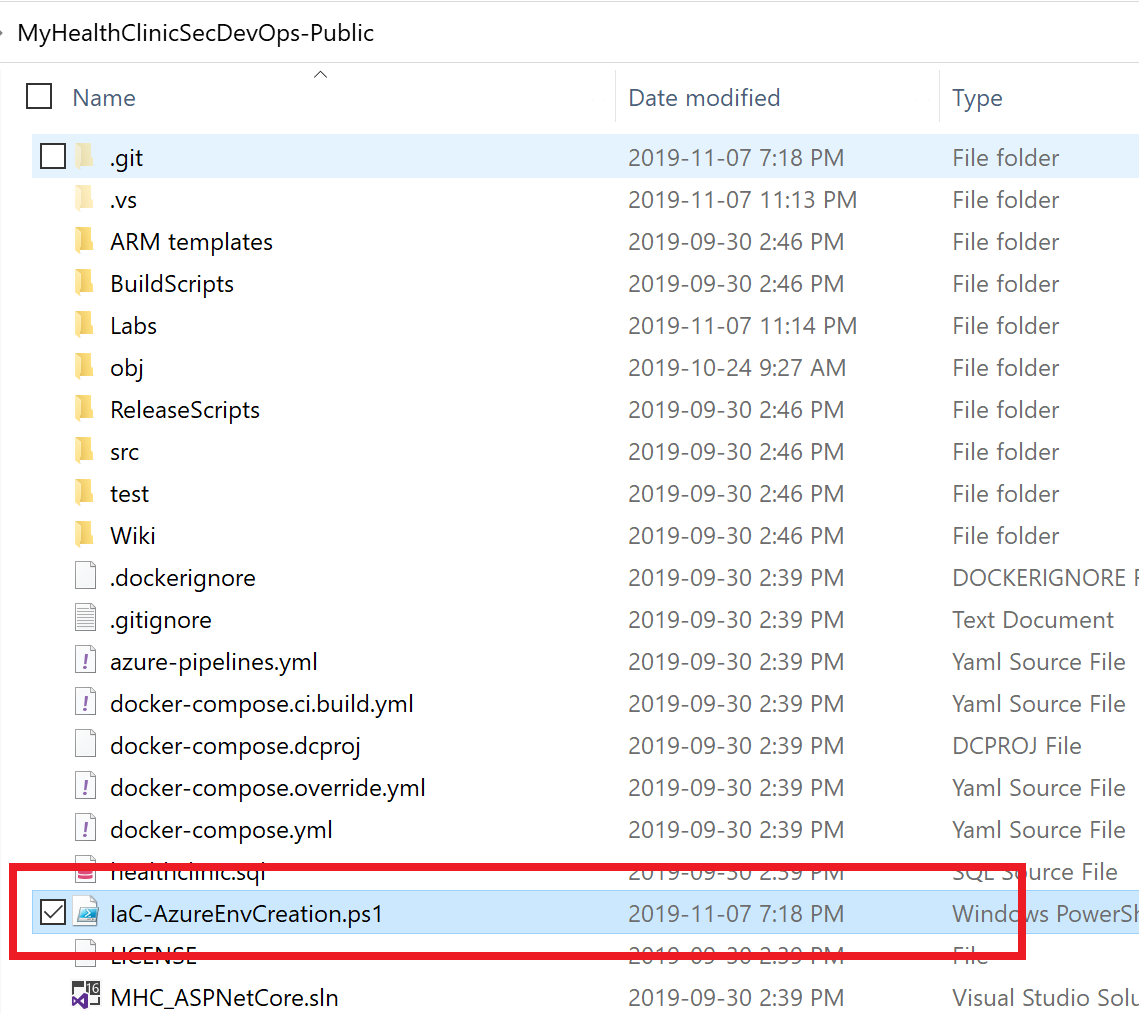 MyHealthClinicSecDevOps-Public
Name Date modified Type
.git 2019-11-07 7:18 PM File folder
.vs 2019-11-07 11:13 PM File folder
ARM templates 2019-09-30 2:46 PM File folder
BuildScripts 2019-09-30 2:46 PM File folder
Labs 2019-11-07 11:14 PM File folder
obj 2019-10-24 9:27 AM File folder
ReleaseScripts 2019-09-30 2:46 PM File folder
src 2019-09-30 2:46 PM File folder
test 2019-09-30 2:46 PM File folder
Wiki 2019-09-30 2:46 PM File folder
.dockerignore 2019-09-30 2:39 PM DOCKERIGNORE F
.gitignore 2019-09-30 2:39 PM Text Document
azure-pipelines.yml 2019-09-30 2:39 PM Yaml Source File
docker-compose.ci.build.yml 2019-09-30 2:39 PM Yaml Source File
docker-compose.dcproj 2019-09-30 2:39 PM DCPROJ File
docker-compose.override.yml 2019-09-30 2:39 PM Yaml Source File
docker-compose.yml 2019-09-30 2:39 PM Yaml Source File
healthclinic.sql 2019-09-30 2:39 PM SQL Source File
IaC-AzureEnvCreation.ps1 2019-11-07 7:18 PM Windows PowerSh
LICENSE 2019-09-30 2:39 PM File
16 MHC_ASPNetCore.sln 2019-09-30 2:39 PM Visual Studio Solu